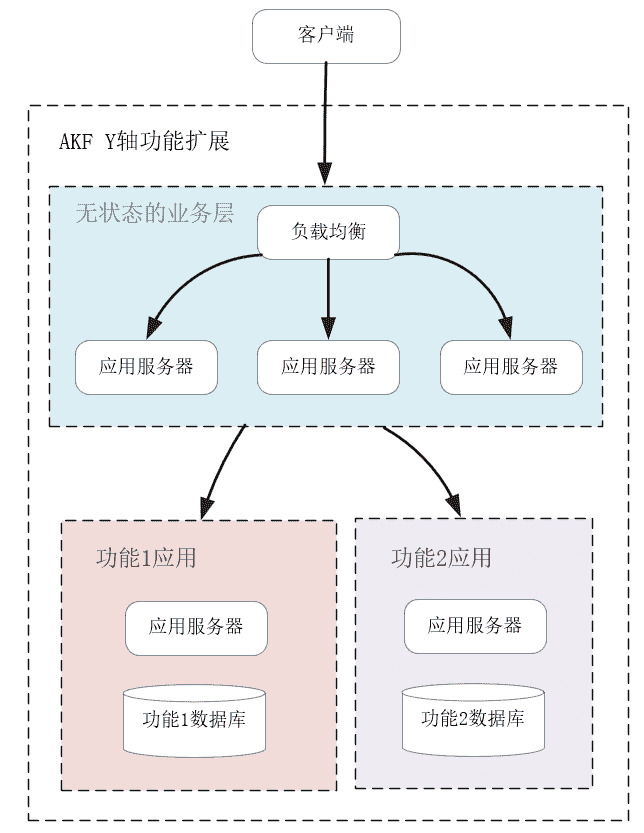 客户端
AKF Y轴功能扩展
无状态的业务层
负载均衡
应用服务器
应用服务器
应用服务器
功能1应用
功能2应用
应用服务器
应用服务器
功能1数据库
功能2数据库